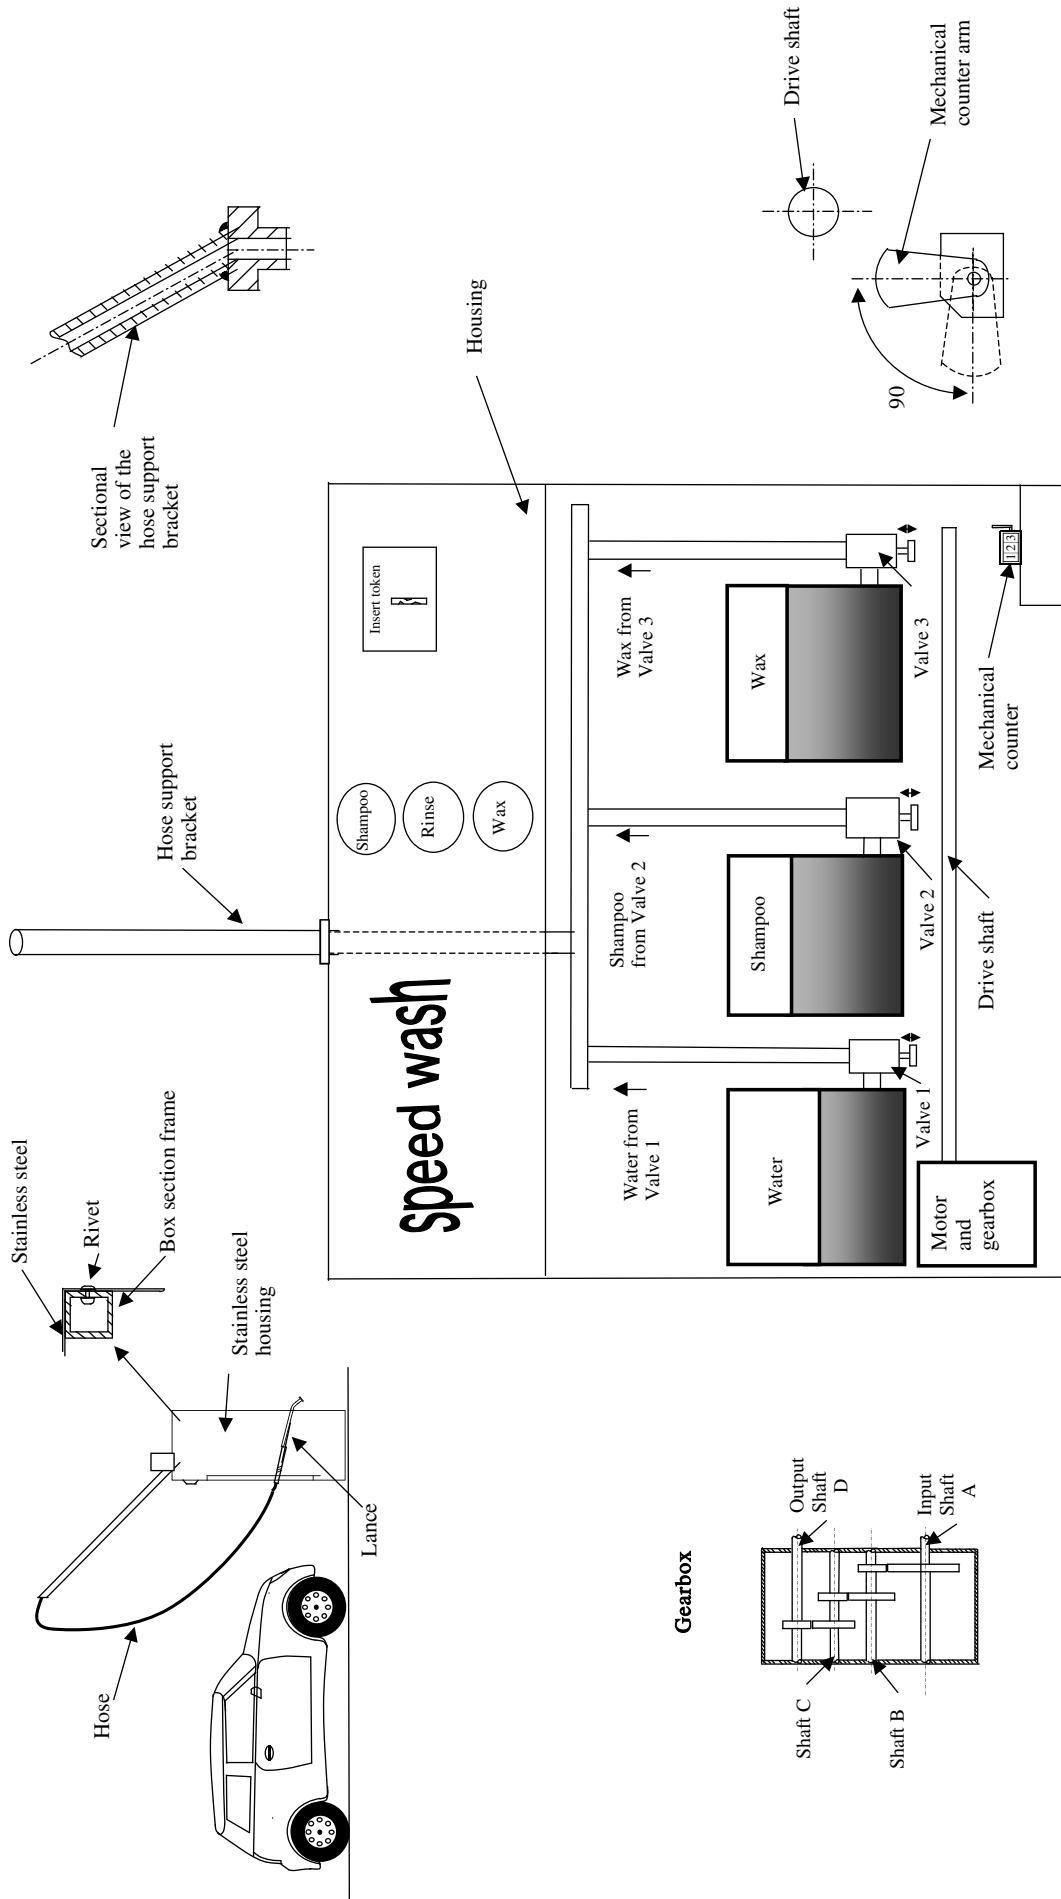 Stainless steel
Rivet
Box section frame
Stainless steel
housing
Hose
Lance
Hose support
bracket
Sectional
view of the
hose support
bracket
Housing
speed wash
Shampoo
Rinse
Wax
Insert token
Water from
Valve 1
Shampoo
from Valve 2
Wax from
Valve 3
Water
Shampoo
Wax
Valve 1
Valve 2
Valve 3
Motor
and
gearbox
Drive shaft
Mechanical
counter
1 2 3
Gearbox
Output
Shaft
D
Input
Shaft
A
Shaft C
Shaft B
Drive shaft
Mechanical
counter arm
90